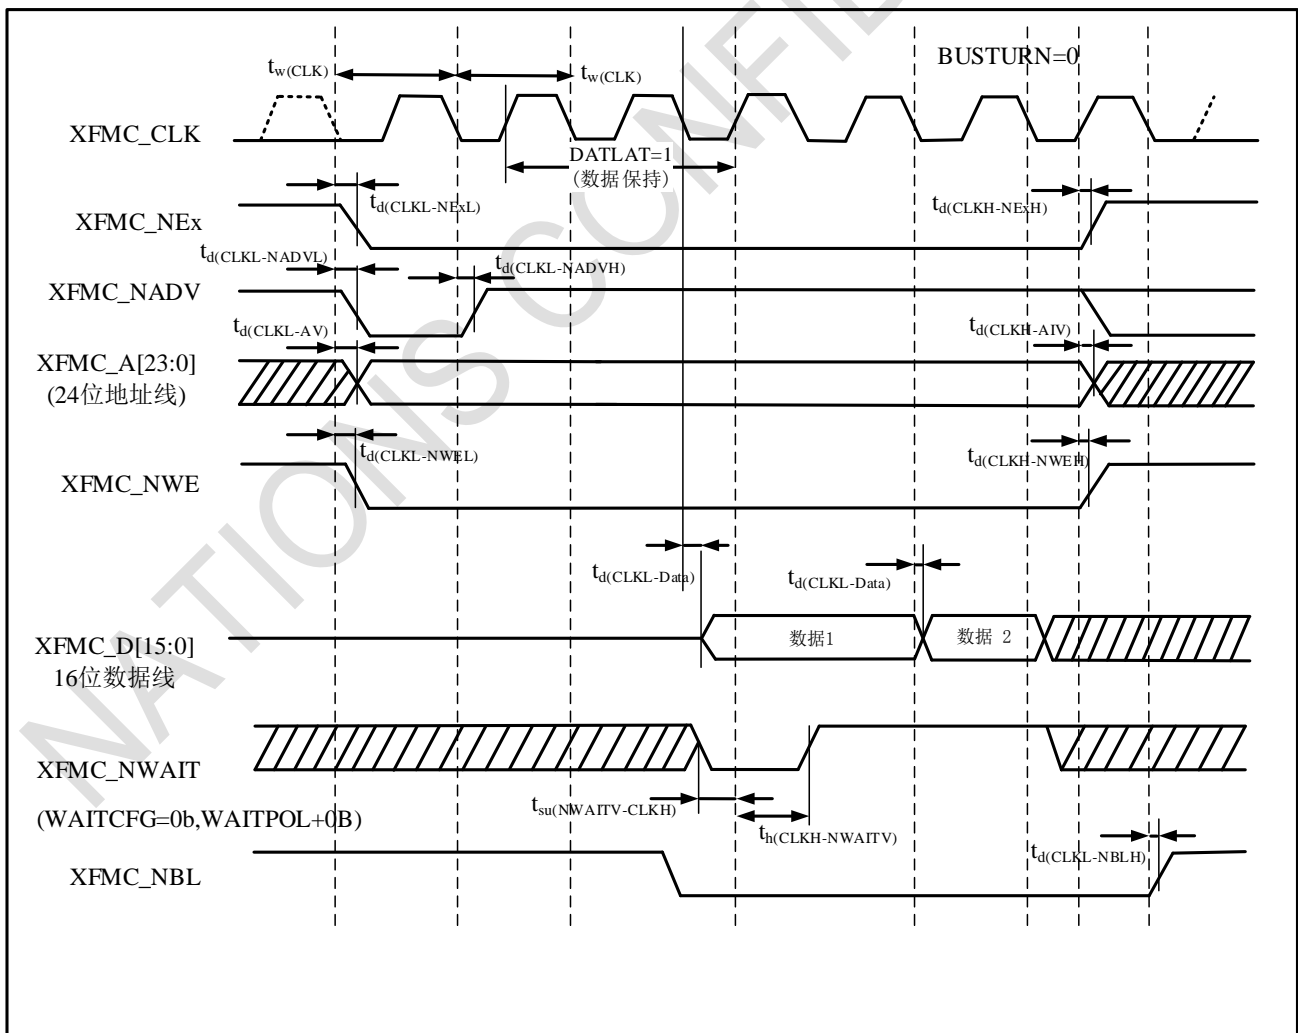 BUSTURN=0
tw(CLK)
tw(CLK)
XFMC_CLK
DATLAT=1
(数据保持)
td(CLKL-NExL)
td(CLKH-NExH)
XFMC_NEx
td(CLKL-NADVL)
td(CLKL-NADVH)
XFMC_NADV
td(CLKL-AV)
td(CLKH-AIV)
XFMC_A[23:0]
(24位地址线)
td(CLKL-NWEL)
td(CLKH-NWEH)
XFMC_NWE
td(CLKL-Data)
td(CLKL-Data)
XFMC_D[15:0]
16位数据线
数据1
数据 2
XFMC_NWAIT
tsu(NWAITV-CLKH)
(WAITCFG=0b,WAITPOL+0B)
th(CLKH-NWAITV)
td(CLKL-NBLH)
XFMC_NBL
NATIONS CONFI